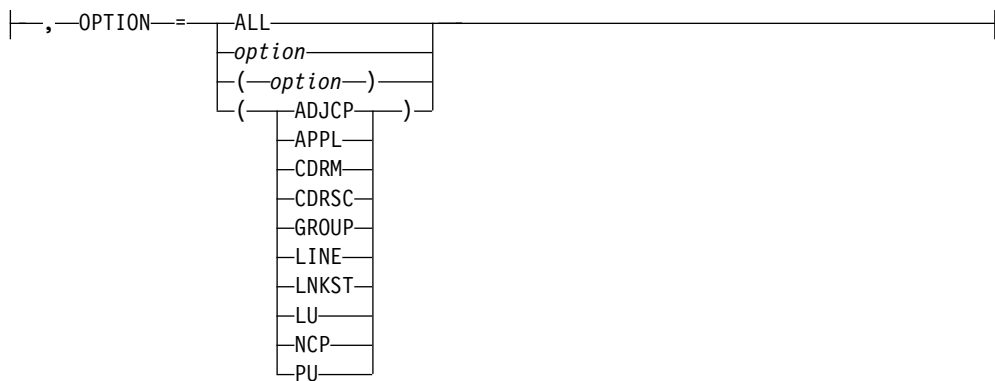 , OPTION = ALL
option
( option )
( ADJCP )
APPL
CDRM
CDRSC
GROUP
LINE
LNKST
LU
NCP
PU